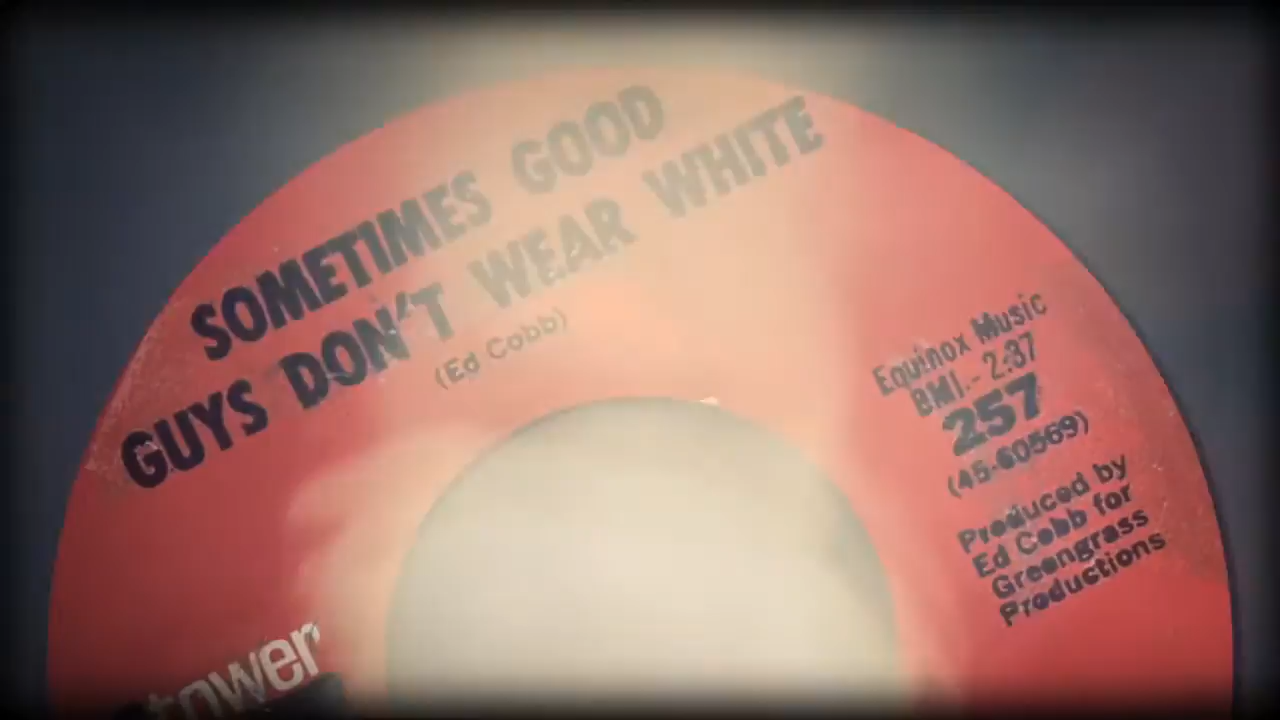 SOMETIMES GOOD
GUYS DON'T WEAR WHITE
(Ed Cobb)
Equinox Music
BMI.- 2:37
257
(45-60569)
Produced by
Ed Cobb for
Greengrass
Productions
tower